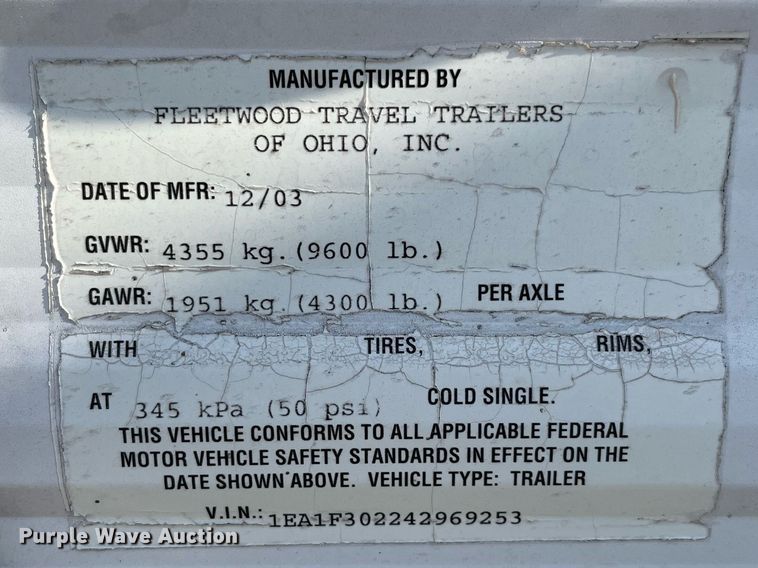 MANUFACTURED BY
FLEETWOOD TRAVEL TRAILERS
OF OHIO, INC.
DATE OF MFR: 12/03
GVWR: 4355 kg. (9600 lb.)
GAWR: 1951 kg. (4300 lb.) PER AXLE
WITH TIRES, RIMS,
AT 345 kPa (50 psi) COLD SINGLE.
THIS VEHICLE CONFORMS TO ALL APPLICABLE FEDERAL
MOTOR VEHICLE SAFETY STANDARDS IN EFFECT ON THE
DATE SHOWN ABOVE. VEHICLE TYPE: TRAILER
V.I.N.: 1EA1F302242969253
Purple Wave Auction